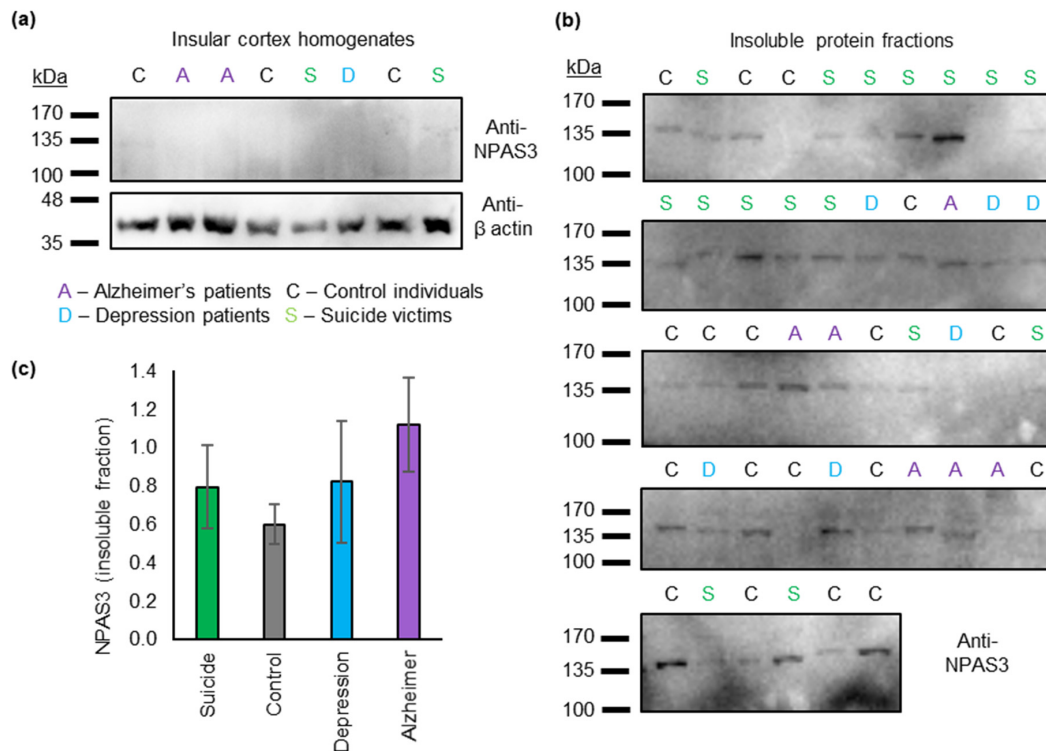 (a)
Insular cortex homogenates
kDa
C A A C S D C S
170
135
100
Anti-
NPAS3
48
35
Anti-
β actin
A – Alzheimer's patients C – Control individuals
D – Depression patients S – Suicide victims
(b)
Insoluble protein fractions
kDa
C S C C S S S S S S
170
135
100
S S S S S D C A D D
170
135
100
C C C A A C S D C S
170
135
100
C D C C D C A A A C
170
135
100
C S C S C C
170
135
100
Anti-
NPAS3
(c)
NPAS3 (insoluble fraction)
1.4
1.2
1.0
0.8
0.6
0.4
0.2
0.0
Suicide
Control
Depression
Alzheimer